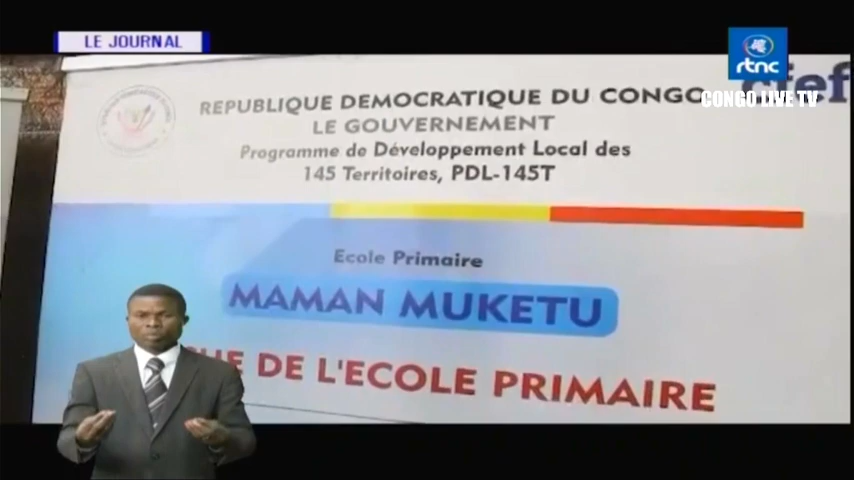 LE JOURNAL
rtnc
CONGO LIVE TV
REPUBLIQUE DEMOCRATIQUE DU CONGO
LE GOUVERNEMENT
Programme de Développement Local des
145 Territoires, PDL-145T
Ecole Primaire
MAMAN MUKETU
DE L'ECOLE PRIMAIRE